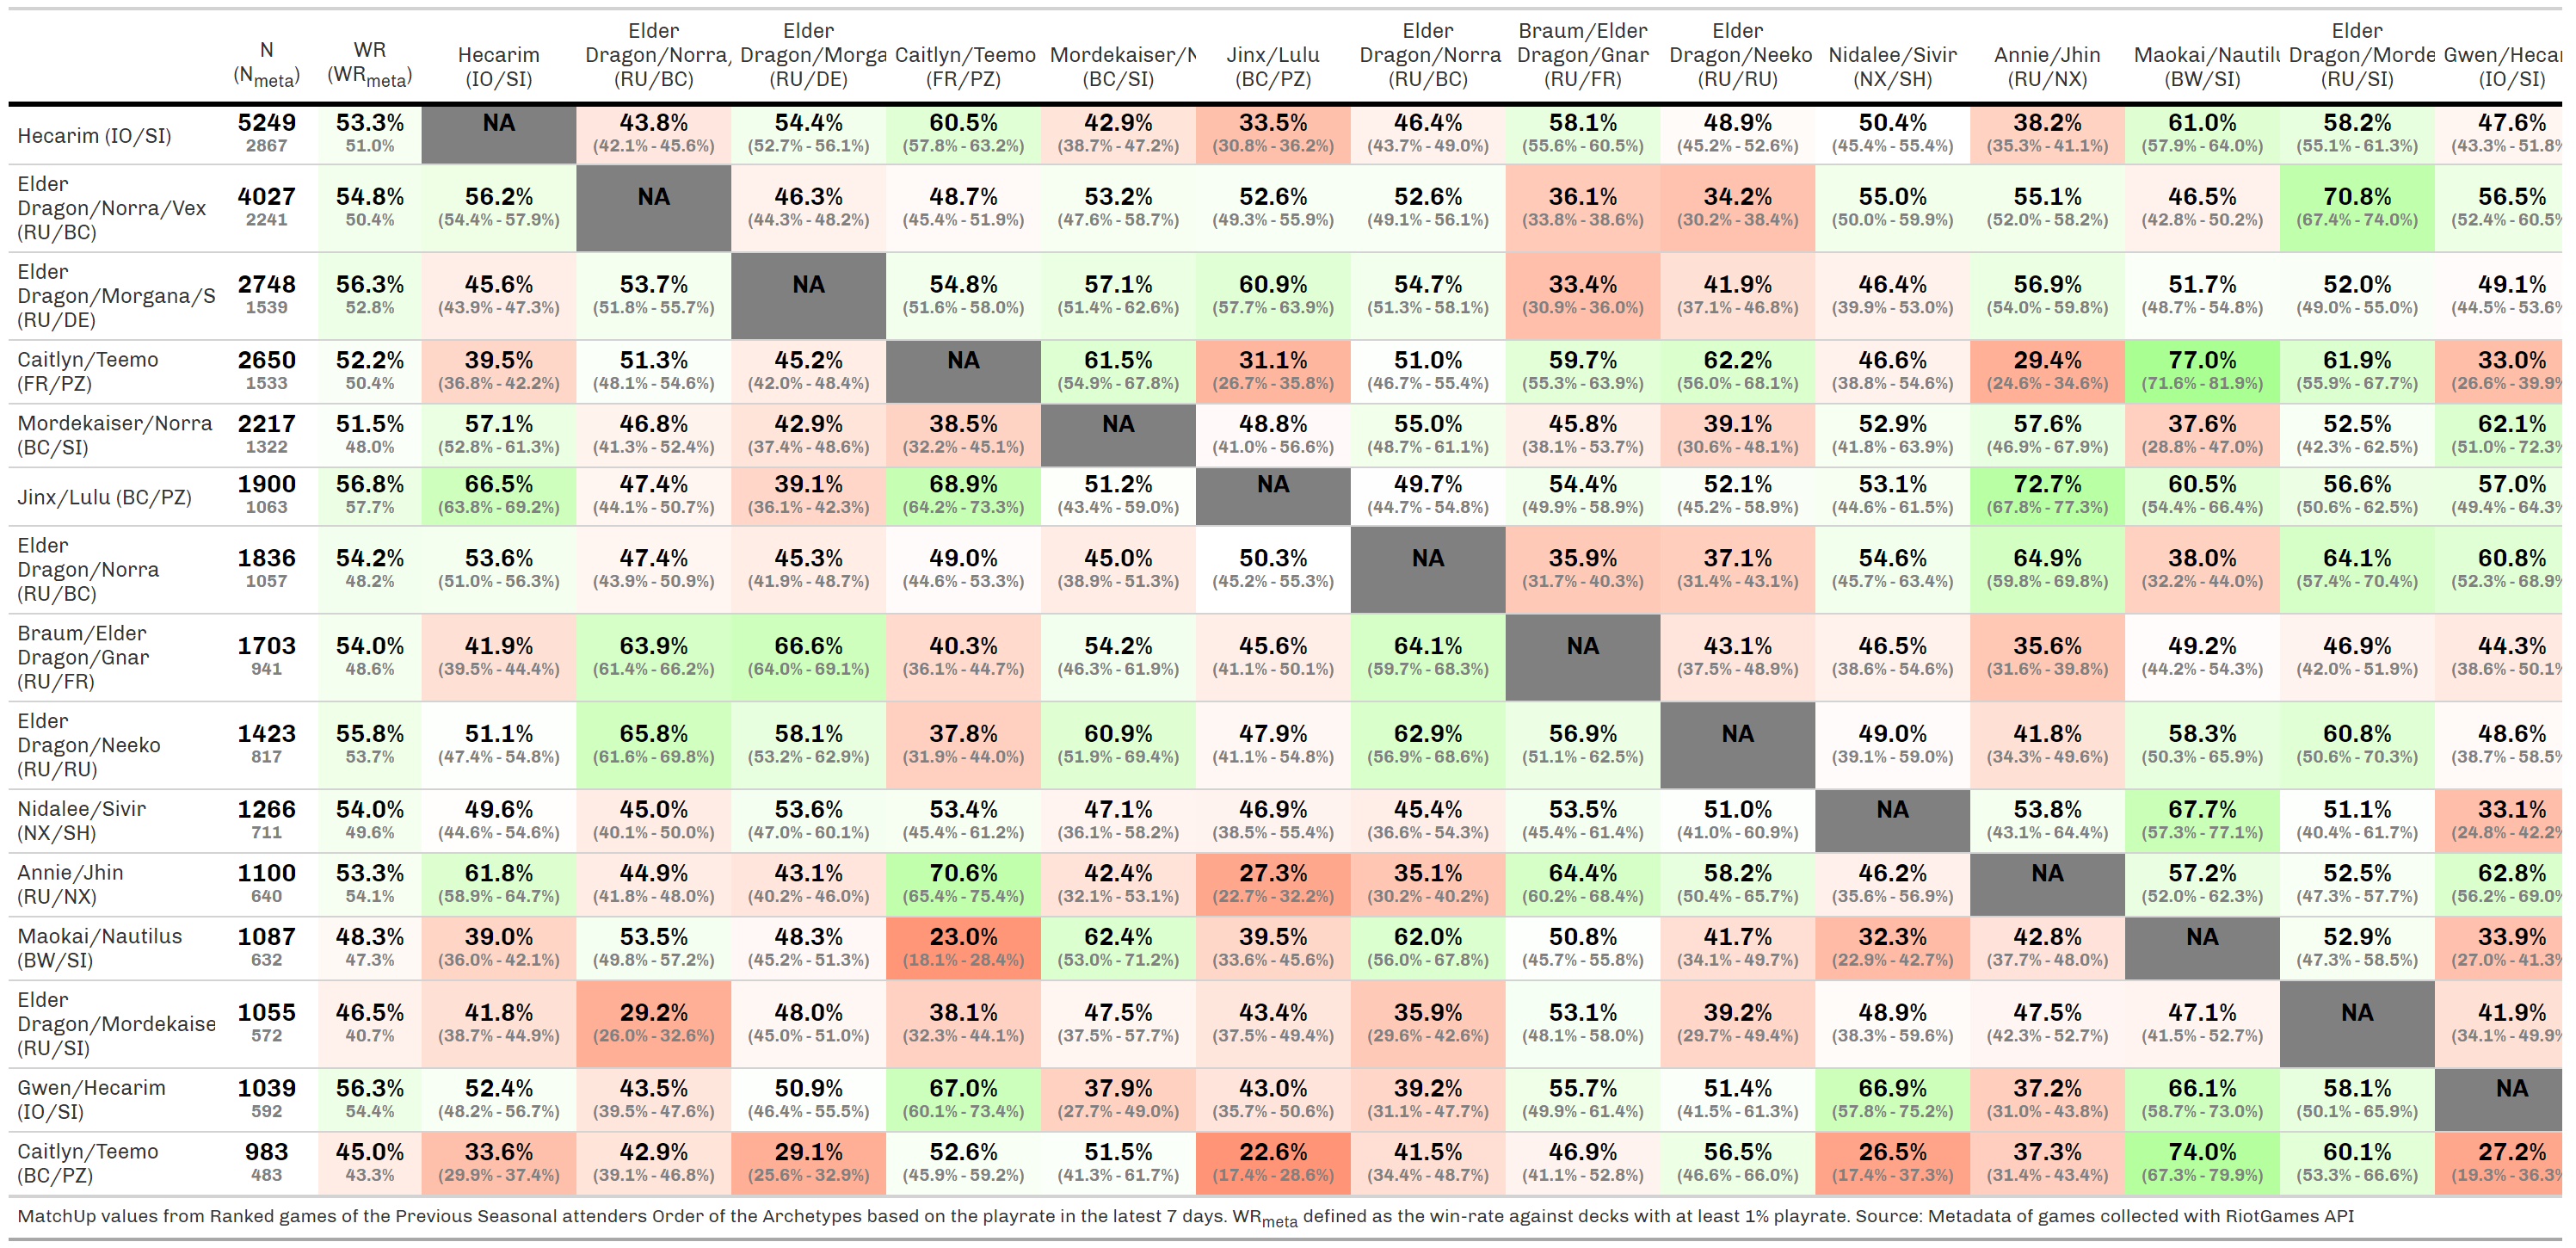 N (Nmeta) WR (WRmeta) Hecarim (IO/SI) Elder Dragon/Norra, (RU/BC) Elder Dragon/Morga (RU/DE) Caitlyn/Teemo (FR/PZ) Mordekaiser/N (BC/SI) Jinx/Lulu (BC/PZ) Elder Dragon/Norra (RU/BC) Braum/Elder Dragon/Gnar (RU/FR) Elder Dragon/Neeko (RU/RU) Nidalee/Sivir (NX/SH) Annie/Jhin (RU/NX) Maokai/Nautilu (BW/SI) Elder Dragon/Morde (RU/SI) Gwen/Hecar (IO/SI)
Hecarim (IO/SI) 5249 53.3% NA 43.8% 54.4% 60.5% 42.9% 33.5% 46.4% 58.1% 48.9% 50.4% 38.2% 61.0% 58.2% 47.6%
2867 51.0% (42.1% - 45.6%) (52.7% - 56.1%) (57.8% - 63.2%) (38.7% - 47.2%) (30.8% - 36.2%) (43.7% - 49.0%) (55.6% - 60.5%) (45.2% - 52.6%) (45.4% - 55.4%) (35.3% - 41.1%) (57.9% - 64.0%) (55.1% - 61.3%) (43.3% - 51.8%
Elder Dragon/Norra/Vex (RU/BC) 4027 54.8% 56.2% NA 46.3% 48.7% 53.2% 52.6% 52.6% 36.1% 34.2% 55.0% 55.1% 46.5% 70.8% 56.5%
2241 50.4% (54.4% - 57.9%) (44.3% - 48.2%) (45.4% - 51.9%) (47.6% - 58.7%) (49.3% - 55.9%) (49.1% - 56.1%) (33.8% - 38.6%) (30.2% - 38.4%) (50.0% - 59.9%) (52.0% - 58.2%) (42.8% - 50.2%) (67.4% - 74.0%) (52.4% - 60.5%
Elder Dragon/Morgana/S (RU/DE) 2748 56.3% 45.6% 53.7% NA 54.8% 57.1% 60.9% 54.7% 33.4% 41.9% 46.4% 56.9% 51.7% 52.0% 49.1%
1539 52.8% (43.9% - 47.3%) (51.8% - 55.7%) (51.6% - 58.0%) (51.4% - 62.6%) (57.7% - 63.9%) (51.3% - 58.1%) (30.9% - 36.0%) (37.1% - 46.8%) (39.9% - 53.0%) (54.0% - 59.8%) (48.7% - 54.8%) (49.0% - 55.0%) (44.5% - 53.6%
Caitlyn/Teemo (FR/PZ) 2650 52.2% 39.5% 51.3% 45.2% NA 61.5% 31.1% 51.0% 59.7% 62.2% 46.6% 29.4% 77.0% 61.9% 33.0%
1533 50.4% (36.8% - 42.2%) (48.1% - 54.6%) (42.0% - 48.4%) (54.9% - 67.8%) (26.7% - 35.8%) (46.7% - 55.4%) (55.3% - 63.9%) (56.0% - 68.1%) (38.8% - 54.6%) (24.6% - 34.6%) (71.6% - 81.9%) (55.9% - 67.7%) (26.6% - 39.9%
Mordekaiser/Norra (BC/SI) 2217 51.5% 57.1% 46.8% 42.9% 38.5% NA 48.8% 55.0% 45.8% 39.1% 52.9% 57.6% 37.6% 52.5% 62.1%
1322 48.0% (52.8% - 61.3%) (41.3% - 52.4%) (37.4% - 48.6%) (32.2% - 45.1%) (41.0% - 56.6%) (48.7% - 61.1%) (38.1% - 53.7%) (30.6% - 48.1%) (41.8% - 63.9%) (46.9% - 67.9%) (28.8% - 47.0%) (42.3% - 62.5%) (51.0% - 72.3%
Jinx/Lulu (BC/PZ) 1900 56.8% 66.5% 47.4% 39.1% 68.9% 51.2% NA 49.7% 54.4% 52.1% 53.1% 72.7% 60.5% 56.6% 57.0%
1063 57.7% (63.8% - 69.2%) (44.1% - 50.7%) (36.1% - 42.3%) (64.2% - 73.3%) (43.4% - 59.0%) (44.7% - 54.8%) (49.9% - 58.9%) (45.2% - 58.9%) (44.6% - 61.5%) (67.8% - 77.3%) (54.4% - 66.4%) (50.6% - 62.5%) (49.4% - 64.3%
Elder Dragon/Norra (RU/BC) 1836 54.2% 53.6% 47.4% 45.3% 49.0% 45.0% 50.3% NA 35.9% 37.1% 54.6% 64.9% 38.0% 64.1% 60.8%
1057 48.2% (51.0% - 56.3%) (43.9% - 50.9%) (41.9% - 48.7%) (44.6% - 53.3%) (38.9% - 51.3%) (45.2% - 55.3%) (31.7% - 40.3%) (31.4% - 43.1%) (45.7% - 63.4%) (59.8% - 69.8%) (32.2% - 44.0%) (57.4% - 70.4%) (52.3% - 68.9%
Braum/Elder Dragon/Gnar (RU/FR) 1703 54.0% 41.9% 63.9% 66.6% 40.3% 54.2% 45.6% 64.1% NA 43.1% 46.5% 35.6% 49.2% 46.9% 44.3%
941 48.6% (39.5% - 44.4%) (61.4% - 66.2%) (64.0% - 69.1%) (36.1% - 44.7%) (46.3% - 61.9%) (41.1% - 50.1%) (59.7% - 68.3%) (37.5% - 48.9%) (38.6% - 54.6%) (31.6% - 39.8%) (44.2% - 54.3%) (42.0% - 51.9%) (38.6% - 50.1%
Elder Dragon/Neeko (RU/RU) 1423 55.8% 51.1% 65.8% 58.1% 37.8% 60.9% 47.9% 62.9% 56.9% NA 49.0% 41.8% 58.3% 60.8% 48.6%
817 53.7% (47.4% - 54.8%) (61.6% - 69.8%) (53.2% - 62.9%) (31.9% - 44.0%) (51.9% - 69.4%) (41.1% - 54.8%) (56.9% - 68.6%) (51.1% - 62.5%) (39.1% - 59.0%) (34.3% - 49.6%) (50.3% - 65.9%) (50.6% - 70.3%) (38.7% - 58.5%
Nidalee/Sivir (NX/SH) 1266 54.0% 49.6% 45.0% 53.6% 53.4% 47.1% 46.9% 45.4% 53.5% 51.0% NA 53.8% 67.7% 51.1% 33.1%
711 49.6% (44.6% - 54.6%) (40.1% - 50.0%) (47.0% - 60.1%) (45.4% - 61.2%) (36.1% - 58.2%) (38.5% - 55.4%) (36.6% - 54.3%) (45.4% - 61.4%) (41.0% - 60.9%) (43.1% - 64.4%) (57.3% - 77.1%) (40.4% - 61.7%) (24.8% - 42.2%
Annie/Jhin (RU/NX) 1100 53.3% 61.8% 44.9% 43.1% 70.6% 42.4% 27.3% 35.1% 64.4% 58.2% 46.2% NA 57.2% 52.5% 62.8%
640 54.1% (58.9% - 64.7%) (41.8% - 48.0%) (40.2% - 46.0%) (65.4% - 75.4%) (32.1% - 53.1%) (22.7% - 32.2%) (30.2% - 40.2%) (60.2% - 68.4%) (50.4% - 65.7%) (35.6% - 56.9%) (52.0% - 62.3%) (47.3% - 57.7%) (56.2% - 69.0%
Maokai/Nautilus (BW/SI) 1087 48.3% 39.0% 53.5% 48.3% 23.0% 62.4% 39.5% 62.0% 50.8% 41.7% 32.3% 42.8% NA 52.9% 33.9%
632 47.3% (36.0% - 42.1%) (49.8% - 57.2%) (45.2% - 51.3%) (18.1% - 28.4%) (53.0% - 71.2%) (33.6% - 45.6%) (56.0% - 67.8%) (45.7% - 55.8%) (34.1% - 49.7%) (22.9% - 42.7%) (37.7% - 48.0%) (47.3% - 58.5%) (27.0% - 41.3%
Elder Dragon/Mordekaise (RU/SI) 1055 46.5% 41.8% 29.2% 48.0% 38.1% 47.5% 43.4% 35.9% 53.1% 39.2% 48.9% 47.5% 47.1% NA 41.9%
572 40.7% (38.7% - 44.9%) (26.0% - 32.6%) (45.0% - 51.0%) (32.3% - 44.1%) (37.5% - 57.7%) (37.5% - 49.4%) (29.6% - 42.6%) (48.1% - 58.0%) (29.7% - 49.4%) (38.3% - 59.6%) (42.3% - 52.7%) (41.5% - 52.7%) (34.1% - 49.9%
Gwen/Hecarim (IO/SI) 1039 56.3% 52.4% 43.5% 50.9% 67.0% 37.9% 43.0% 39.2% 55.7% 51.4% 66.9% 37.2% 66.1% 58.1% NA
592 54.4% (48.2% - 56.7%) (39.5% - 47.6%) (46.4% - 55.5%) (60.1% - 73.4%) (27.7% - 49.0%) (35.7% - 50.6%) (31.1% - 47.7%) (49.9% - 61.4%) (41.5% - 61.3%) (57.8% - 75.2%) (31.0% - 43.8%) (58.7% - 73.0%) (50.1% - 65.9%)
Caitlyn/Teemo (BC/PZ) 983 45.0% 33.6% 42.9% 29.1% 52.6% 51.5% 22.6% 41.5% 46.9% 56.5% 26.5% 37.3% 74.0% 60.1% 27.2%
483 43.3% (29.9% - 37.4%) (39.1% - 46.8%) (25.6% - 32.9%) (45.9% - 59.2%) (41.3% - 61.7%) (17.4% - 28.6%) (34.4% - 48.7%) (41.1% - 52.8%) (46.6% - 66.0%) (17.4% - 37.3%) (31.4% - 43.4%) (67.3% - 79.9%) (53.3% - 66.6%) (19.3% - 36.3%
MatchUp values from Ranked games of the Previous Seasonal attenders Order of the Archetypes based on the playrate in the latest 7 days. WRmeta defined as the win-rate against decks with at least 1% playrate. Source: Metadata of games collected with RiotGames API